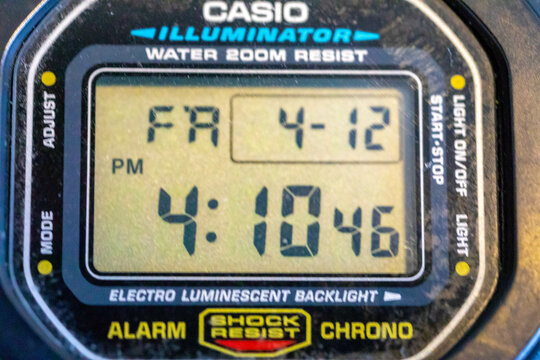 CASIO
ILLUMINATOR
WATER 200M RESIST
ADJUST
MODE
LIGHT ON/OFF
START·STOP
LIGHT
FR 4-12
PM
4:10 46
ELECTRO LUMINESCENT BACKLIGHT
ALARM
SHOCK
RESIST
CHRONO